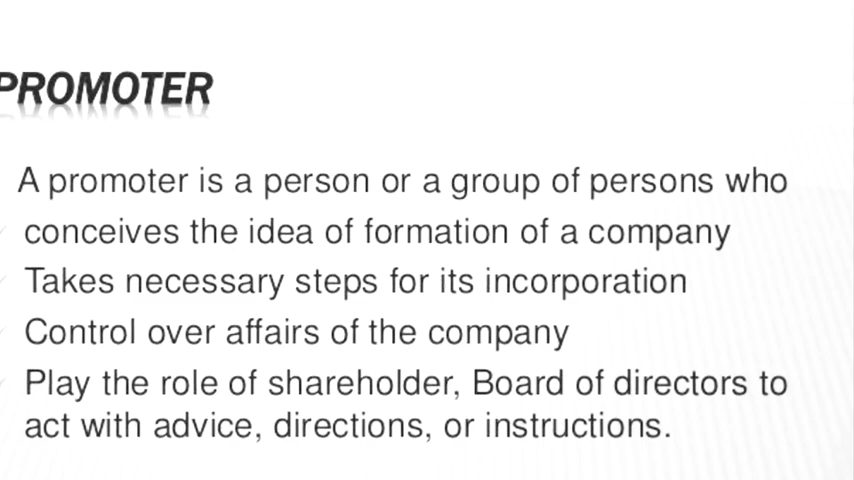 PROMOTER
A promoter is a person or a group of persons who
conceives the idea of formation of a company
Takes necessary steps for its incorporation
Control over affairs of the company
Play the role of shareholder, Board of directors to
act with advice, directions, or instructions.